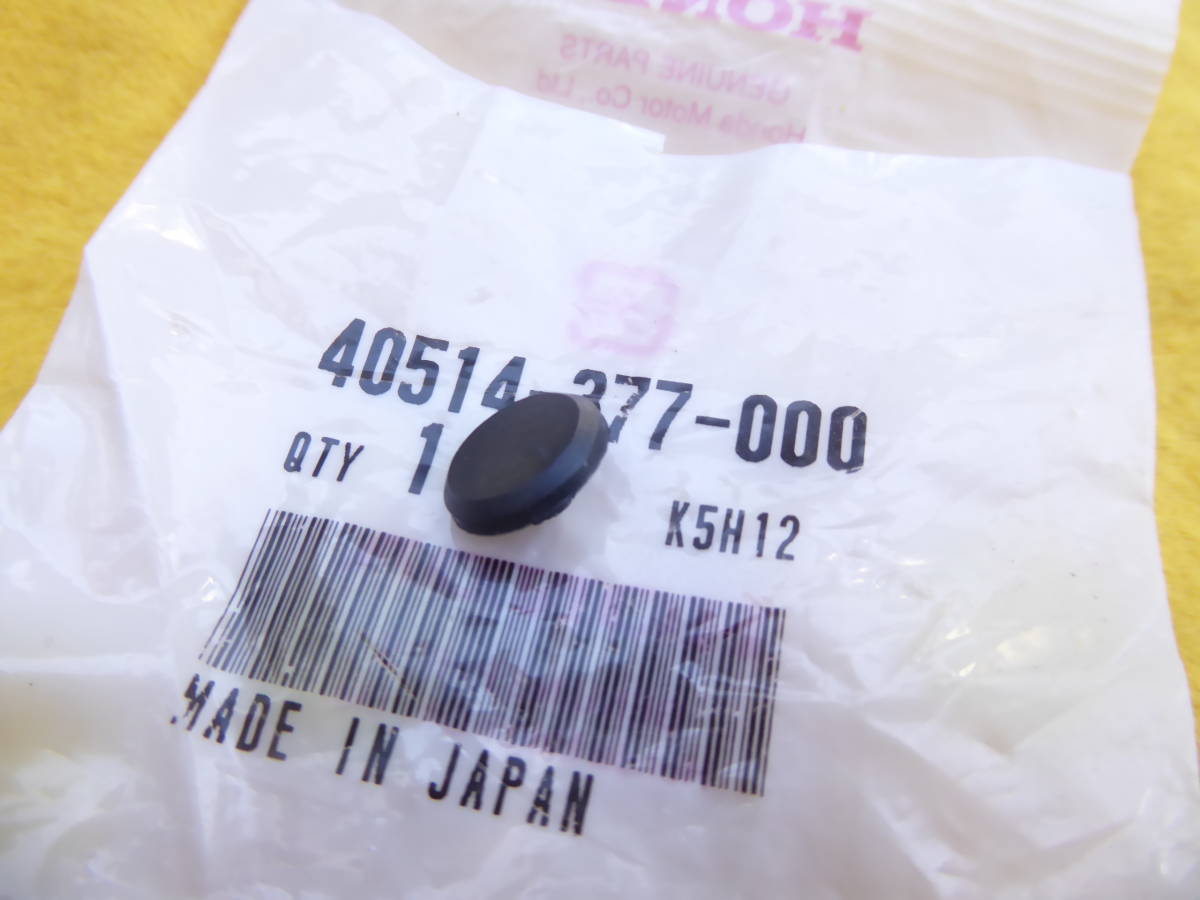 HONDA
GENUINE PARTS
Honda Motor Co., Ltd
40514-377-000
QTY 1
K5H12
MADE IN JAPAN